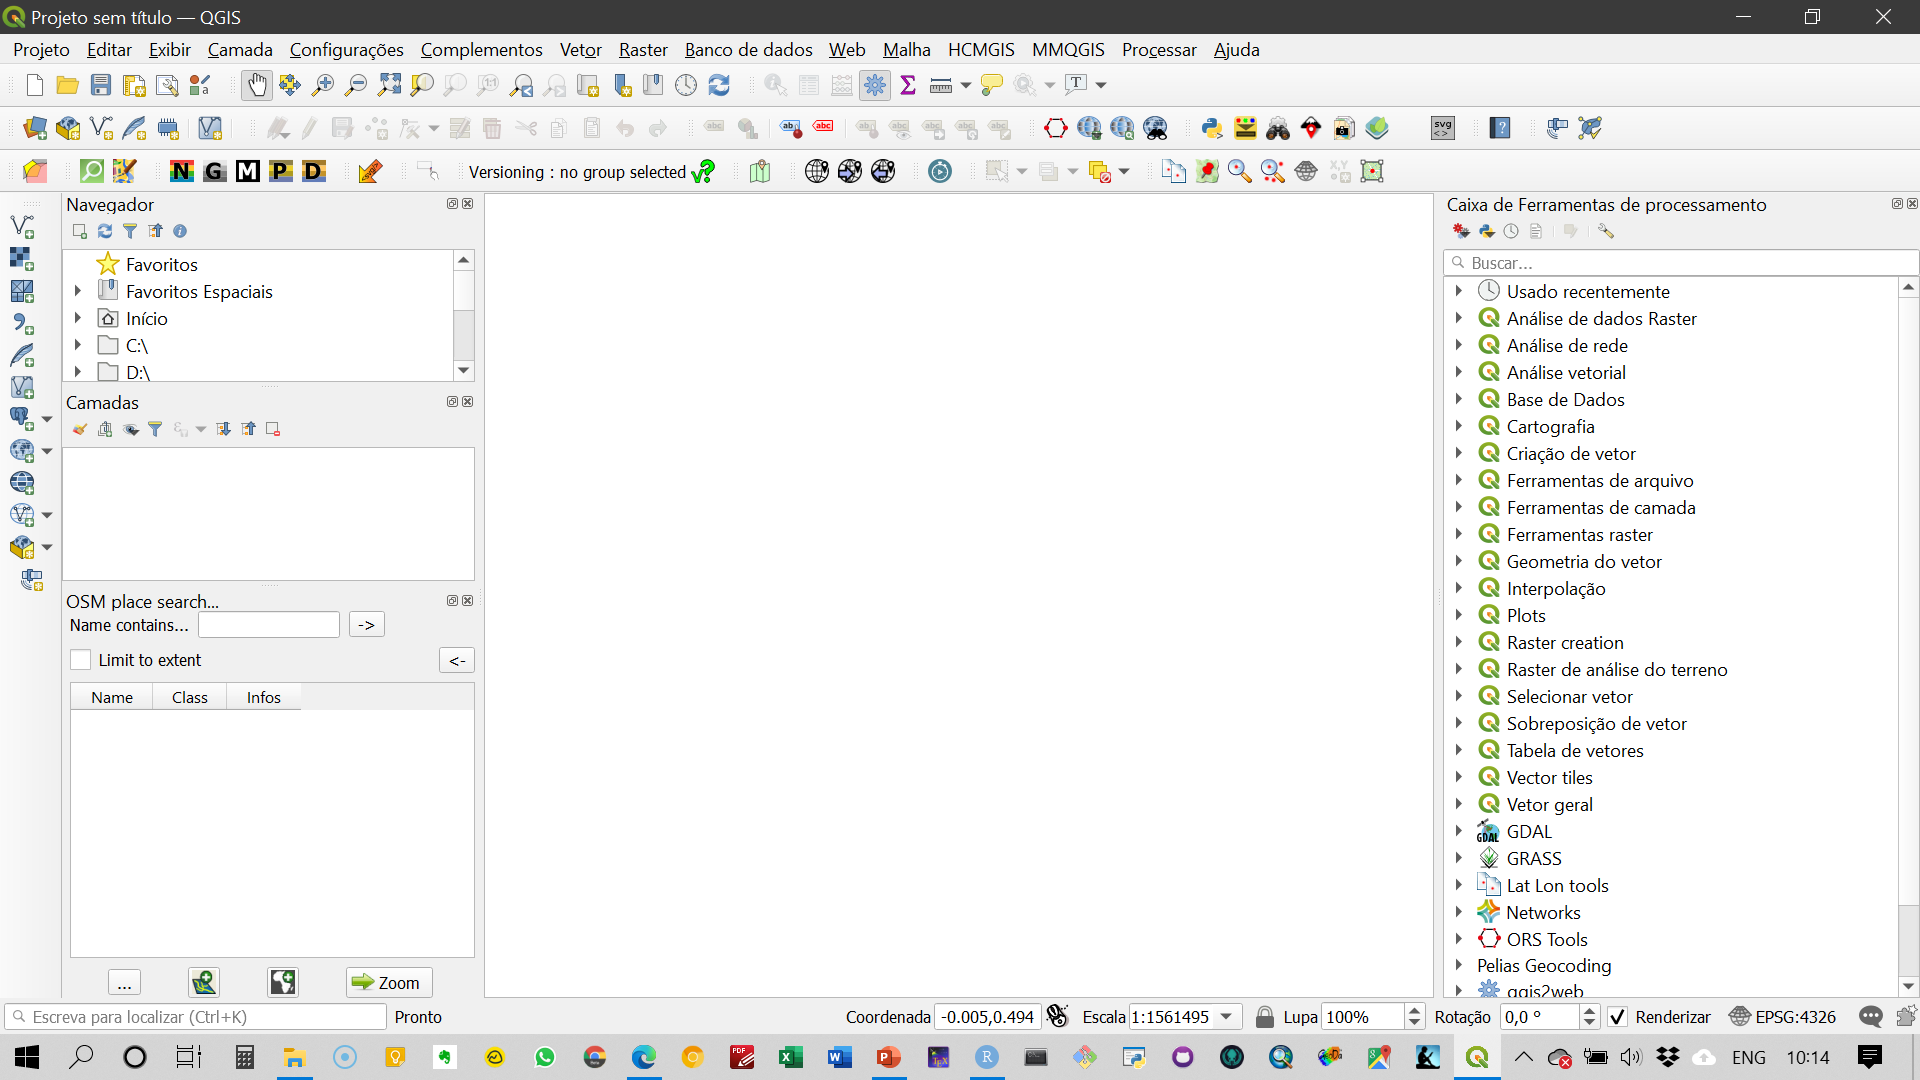 Projeto sem título — QGIS
Projeto Editar Exibir Camada Configurações Complementos Vetor Raster Banco de dados Web Malha HCMGIS MMQGIS Processar Ajuda
N G M P D
Versioning : no group selected
Navegador
Favoritos
Favoritos Espaciais
Início
C:\
D:\
Camadas
OSM place search...
Name contains... ->
Limit to extent <-
Name Class Infos
... Zoom
Caixa de Ferramentas de processamento
Buscar...
Usado recentemente
Análise de dados Raster
Análise de rede
Análise vetorial
Base de Dados
Cartografia
Criação de vetor
Ferramentas de arquivo
Ferramentas de camada
Ferramentas raster
Geometria do vetor
Interpolação
Plots
Raster creation
Raster de análise do terreno
Selecionar vetor
Sobreposição de vetor
Tabela de vetores
Vector tiles
Vetor geral
GDAL
GRASS
Lat Lon tools
Networks
ORS Tools
Pelias Geocoding
qgis2web
Escreva para localizar (Ctrl+K) Pronto Coordenada -0.005,0.494 Escala 1:1561495 Lupa 100% Rotação 0,0 ° Renderizar EPSG:4326
ENG 10:14